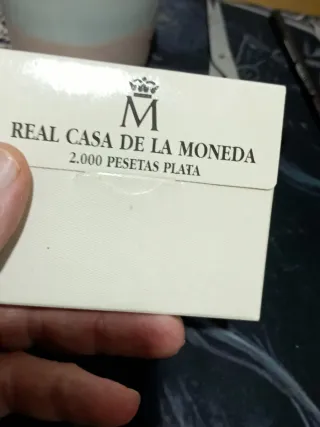 M
REAL CASA DE LA MONEDA
2.000 PESETAS PLATA